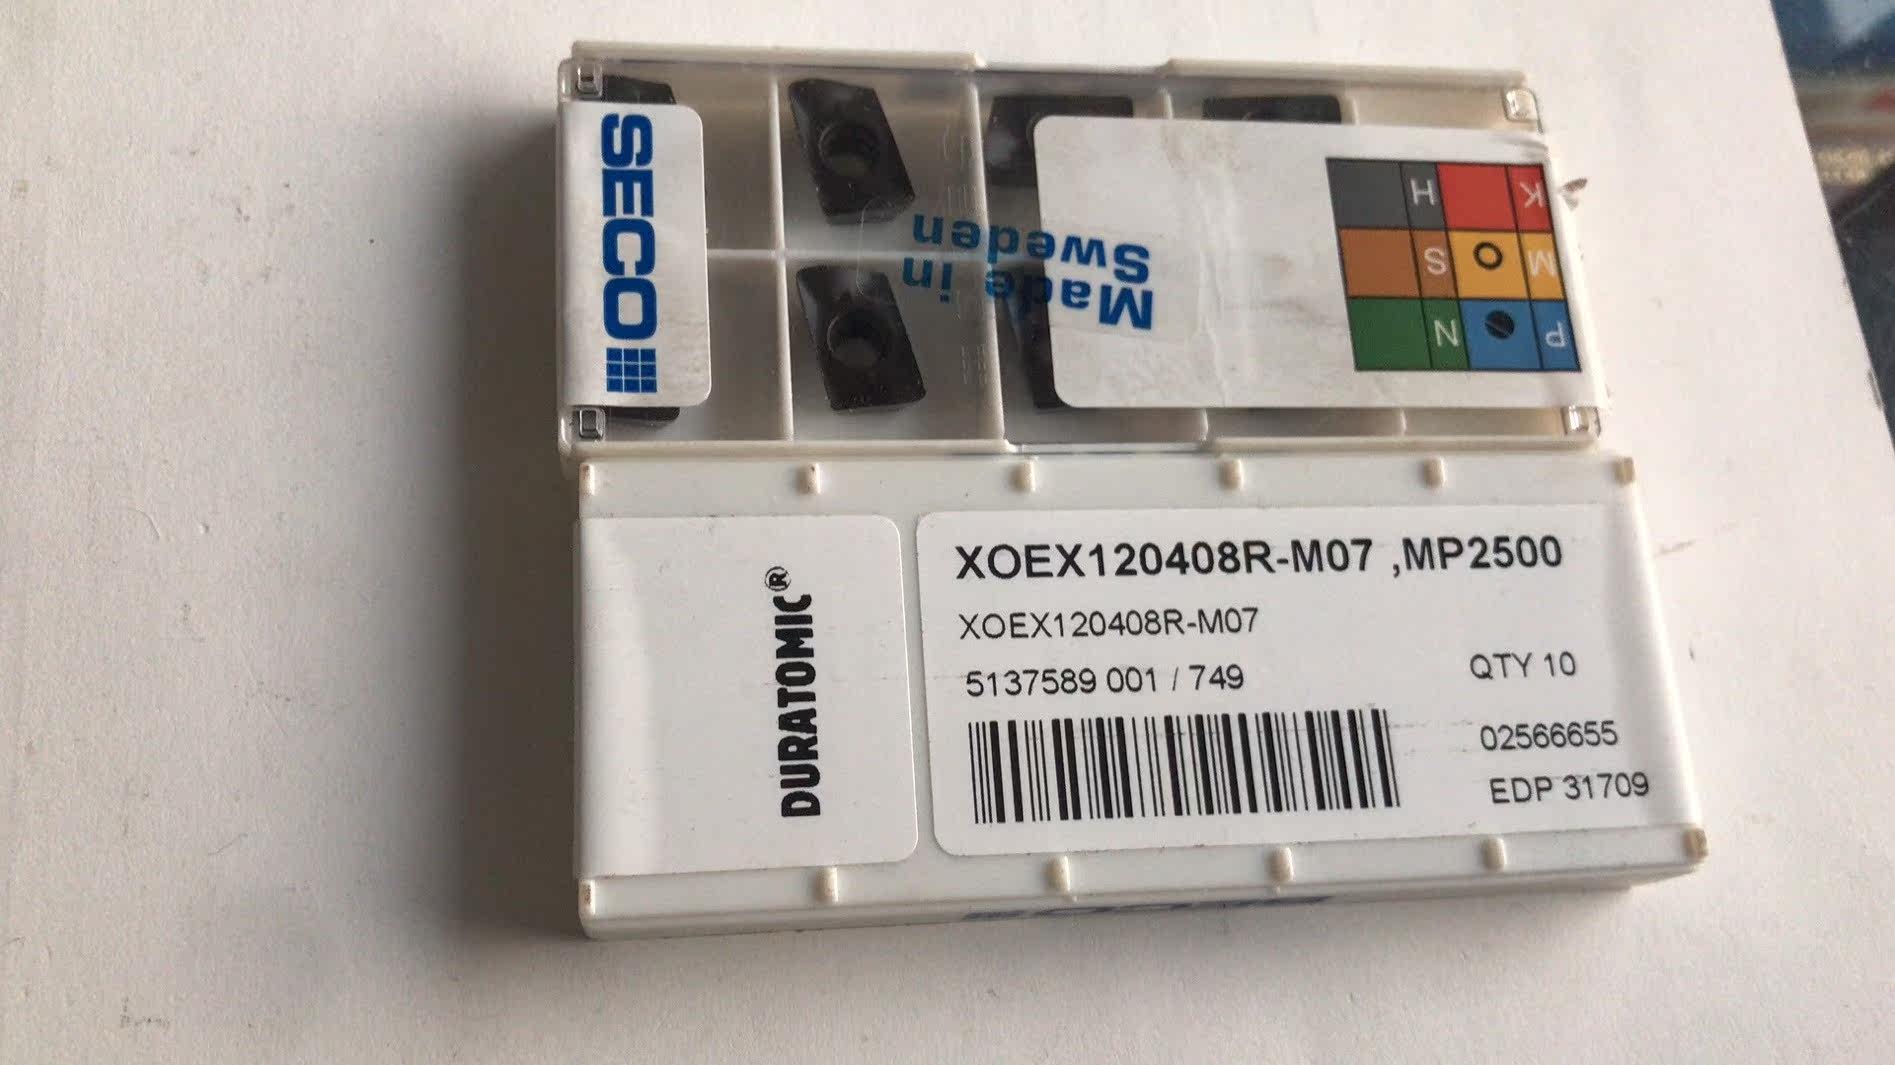 SECO
Made in
Sweden
K
H
M
S
P
N
DURATOMIC®
XOEX120408R-M07 ,MP2500
XOEX120408R-M07
5137589 001 / 749
QTY 10
02566655
EDP 31709